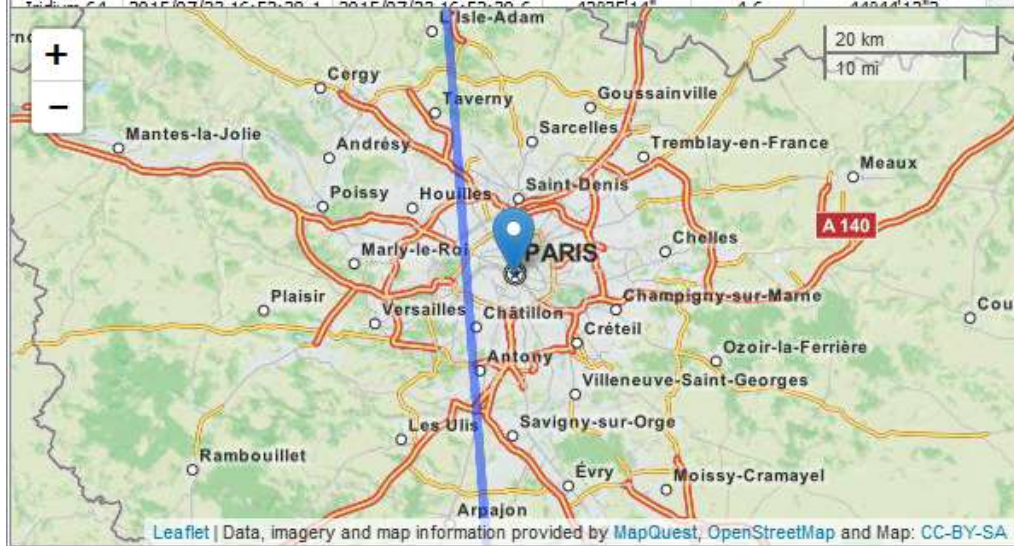 L'Isle-Adam
+
20 km
10 mi
−
Cergy
Taverny
Goussainville
Mantes-la-Jolie
Andrésy
Sarcelles
Tremblay-en-France
Meaux
Poissy
Houilles
Saint-Denis
A 140
Marly-le-Roi
PARIS
Chelles
Plaisir
Versailles
Châtillon
Champigny-sur-Marne
Cou
Créteil
Antony
Ozoir-la-Ferrière
Villeneuve-Saint-Georges
Les Ulis
Savigny-sur-Orge
Rambouillet
Évry
Moissy-Cramayel
Arpajon
Leaflet | Data, imagery and map information provided by MapQuest, OpenStreetMap and Map: CC-BY-SA